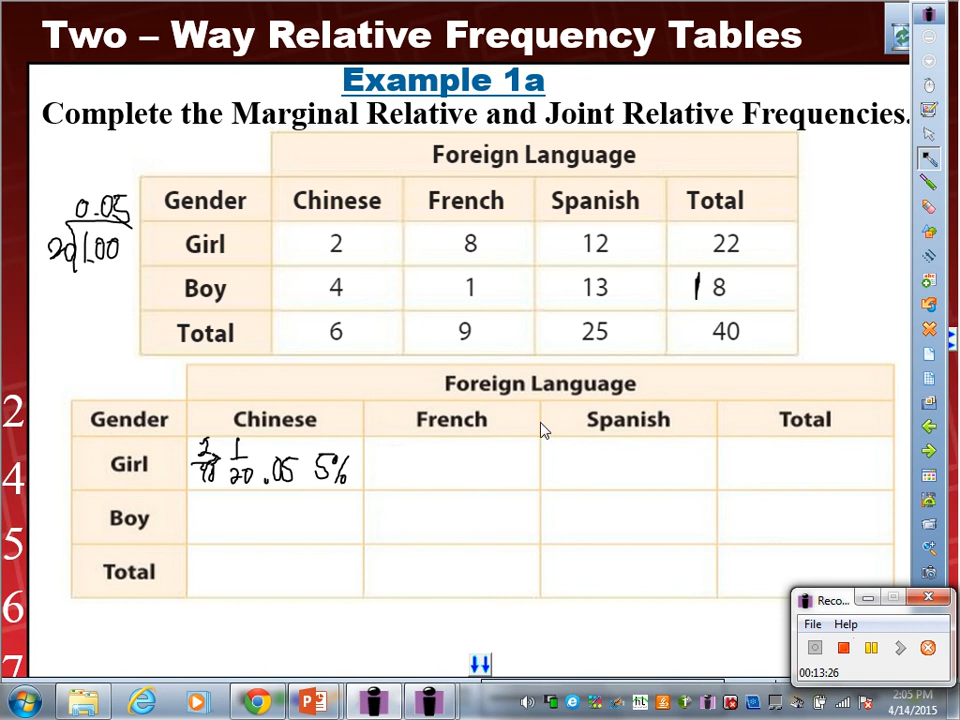 Two – Way Relative Frequency Tables
Example 1a
Complete the Marginal Relative and Joint Relative Frequencies.
Foreign Language
Gender Chinese French Spanish Total
Girl 2 8 12 22
Boy 4 1 13 18
Total 6 9 25 40
0.05
20 1.00
Foreign Language
Gender Chinese French Spanish Total
Girl 2/40 1/20 .05 5%
Boy
Total
2
4
5
6
7
Reco...
File Help
00:13:26
2:05 PM
4/14/2015